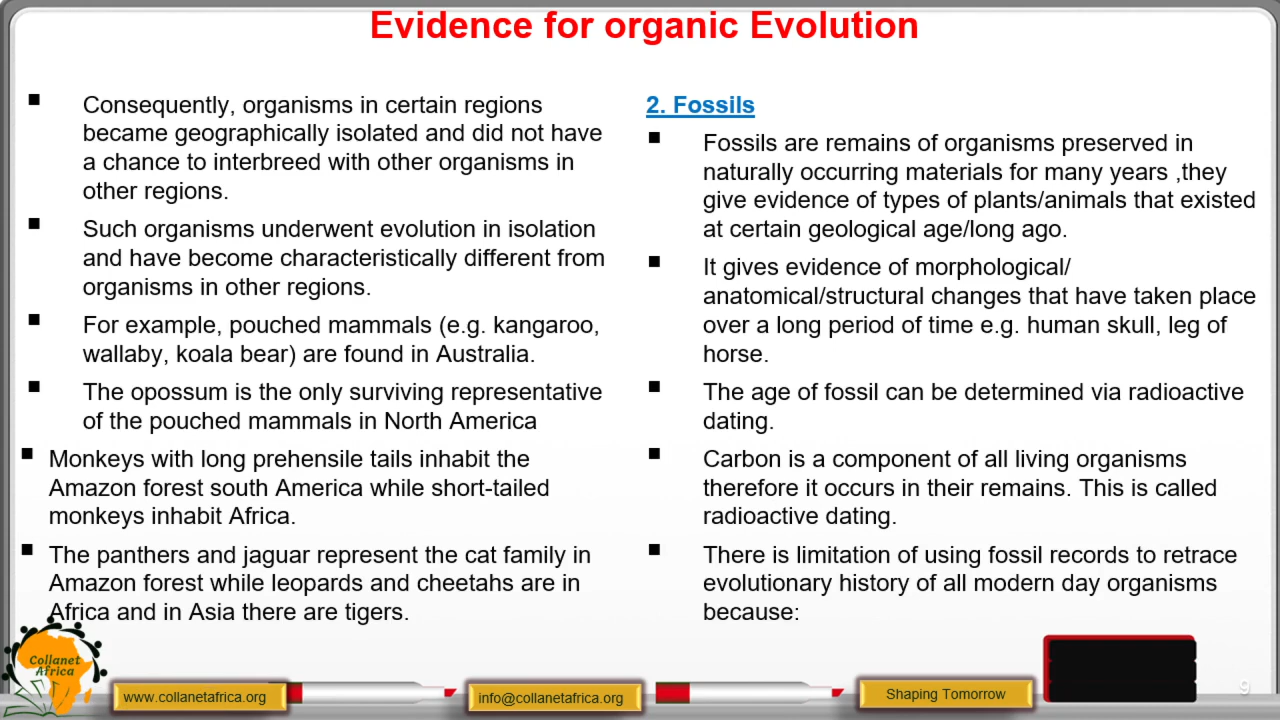 Evidence for organic Evolution
■ Consequently, organisms in certain regions
became geographically isolated and did not have
a chance to interbreed with other organisms in
other regions.
■ Such organisms underwent evolution in isolation
and have become characteristically different from
organisms in other regions.
■ For example, pouched mammals (e.g. kangaroo,
wallaby, koala bear) are found in Australia.
■ The opossum is the only surviving representative
of the pouched mammals in North America
■ Monkeys with long prehensile tails inhabit the
Amazon forest south America while short-tailed
monkeys inhabit Africa.
■ The panthers and jaguar represent the cat family in
Amazon forest while leopards and cheetahs are in
Africa and in Asia there are tigers.
2. Fossils
■ Fossils are remains of organisms preserved in
naturally occurring materials for many years ,they
give evidence of types of plants/animals that existed
at certain geological age/long ago.
■ It gives evidence of morphological/
anatomical/structural changes that have taken place
over a long period of time e.g. human skull, leg of
horse.
■ The age of fossil can be determined via radioactive
dating.
■ Carbon is a component of all living organisms
therefore it occurs in their remains. This is called
radioactive dating.
■ There is limitation of using fossil records to retrace
evolutionary history of all modern day organisms
because:
Collanet
Africa
www.collanetafrica.org
info@collanetafrica.org
Shaping Tomorrow
9